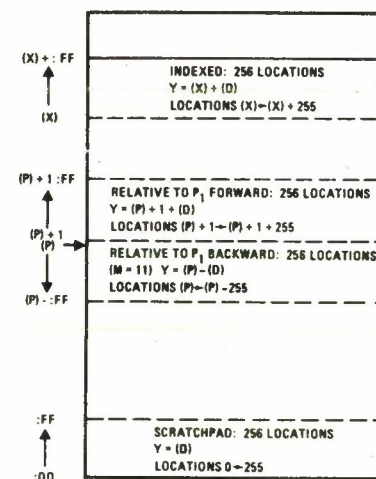 (X) + : FF
INDEXED: 256 LOCATIONS
Y = (X) + (D)
LOCATIONS (X)←(X) + 255
(X)
(P) + 1 :FF
RELATIVE TO P1 FORWARD: 256 LOCATIONS
Y = (P) + 1 + (D)
LOCATIONS (P) + 1→(P) + 1 + 255
(P) + 1
(P)
RELATIVE TO P1 BACKWARD: 256 LOCATIONS
(M = 11) Y = (P)-(D)
LOCATIONS (P)←(P) -255
(P)- :FF
:FF
SCRATCHPAD: 256 LOCATIONS
Y = (D)
LOCATIONS 0→255
:00